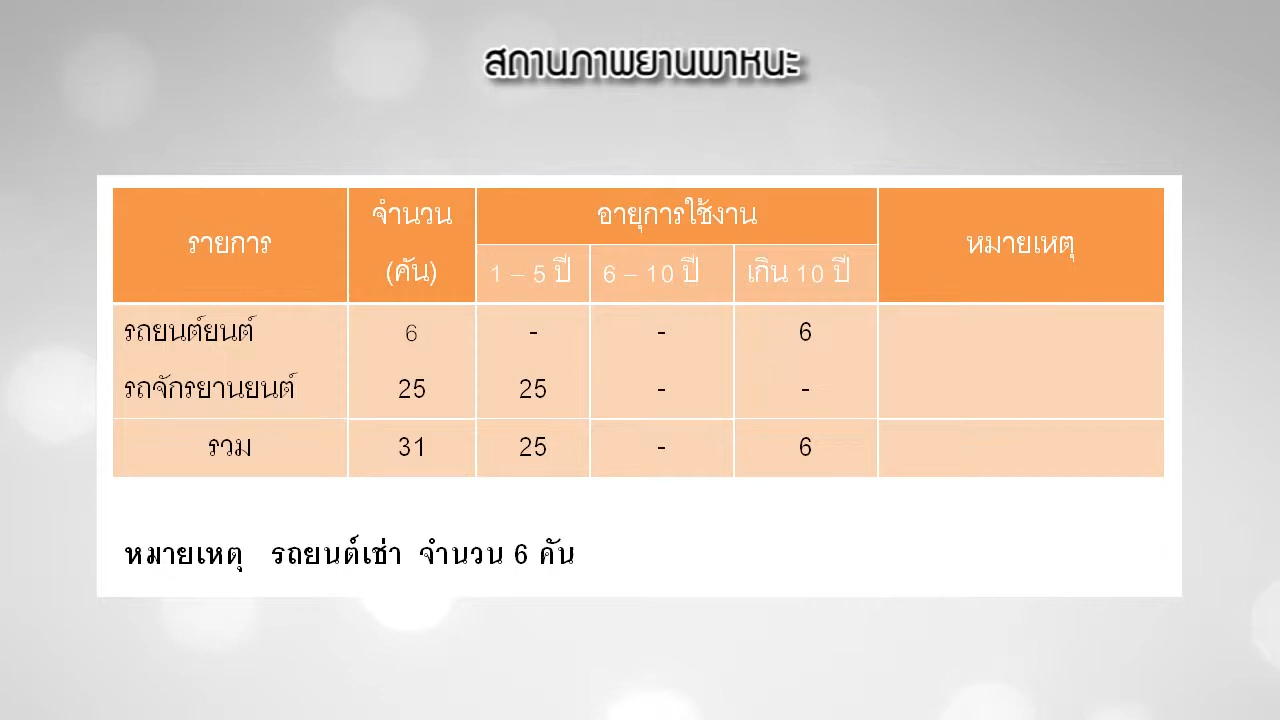 สถานภาพยานพาหนะ
รายการ จำนวน (คัน) อายุการใช้งาน หมายเหตุ
1 – 5 ปี 6 – 10 ปี เกิน 10 ปี
รถยนต์ยนต์ 6 - - 6
รถจักรยานยนต์ 25 25 - -
รวม 31 25 - 6
หมายเหตุ รถยนต์เช่า จำนวน 6 คัน